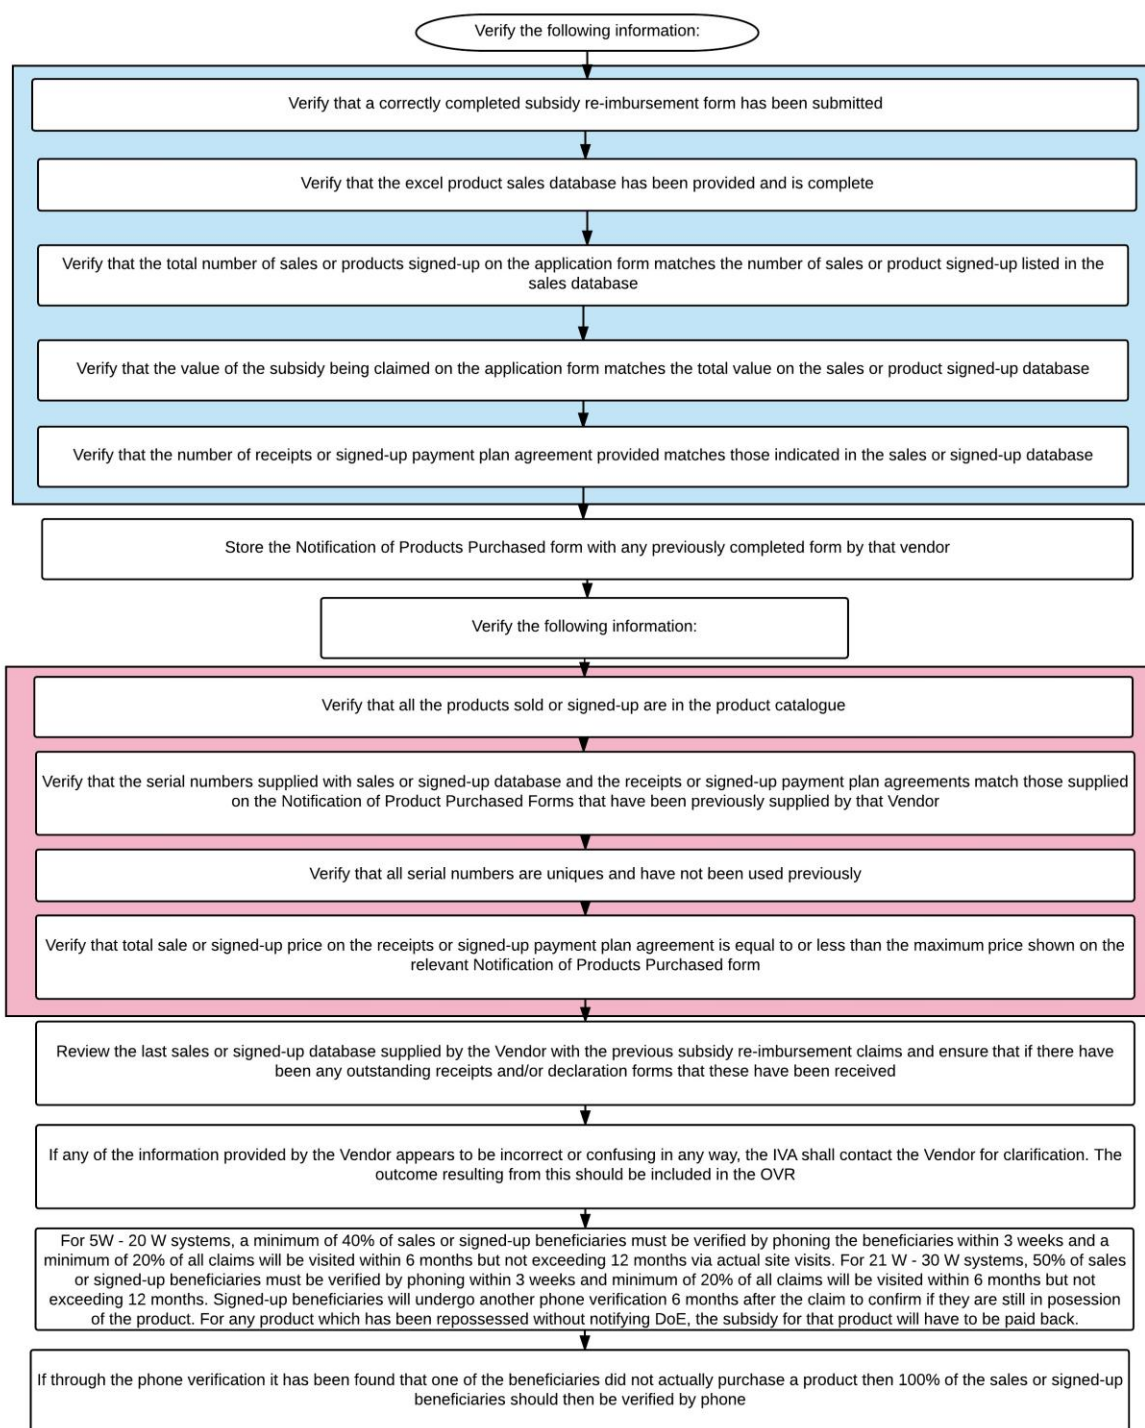 Verify the following information:
Verify that a correctly completed subsidy re-imbursement form has been submitted
Verify that the excel product sales database has been provided and is complete
Verify that the total number of sales or products signed-up on the application form matches the number of sales or product signed-up listed in the
sales database
Verify that the value of the subsidy being claimed on the application form matches the total value on the sales or product signed-up database
Verify that the number of receipts or signed-up payment plan agreement provided matches those indicated in the sales or signed-up database
Store the Notification of Products Purchased form with any previously completed form by that vendor
Verify the following information:
Verify that all the products sold or signed-up are in the product catalogue
Verify that the serial numbers supplied with sales or signed-up database and the receipts or signed-up payment plan agreements match those supplied
on the Notification of Product Purchased Forms that have been previously supplied by that Vendor
Verify that all serial numbers are uniques and have not been used previously
Verify that total sale or signed-up price on the receipts or signed-up payment plan agreement is equal to or less than the maximum price shown on the
relevant Notification of Products Purchased form
Review the last sales or signed-up database supplied by the Vendor with the previous subsidy re-imbursement claims and ensure that if there have
been any outstanding receipts and/or declaration forms that these have been received
If any of the information provided by the Vendor appears to be incorrect or confusing in any way, the IVA shall contact the Vendor for clarification. The
outcome resulting from this should be included in the OVR
For 5W - 20 W systems, a minimum of 40% of sales or signed-up beneficiaries must be verified by phoning the beneficiaries within 3 weeks and a
minimum of 20% of all claims will be visited within 6 months but not exceeding 12 months via actual site visits. For 21 W - 30 W systems, 50% of sales
or signed-up beneficiaries must be verified by phoning within 3 weeks and minimum of 20% of all claims will be visited within 6 months but not
exceeding 12 months. Signed-up beneficiaries will undergo another phone verification 6 months after the claim to confirm if they are still in posession
of the product. For any product which has been repossessed without notifying DoE, the subsidy for that product will have to be paid back.
If through the phone verification it has been found that one of the beneficiaries did not actually purchase a product then 100% of the sales or signed-up
beneficiaries should then be verified by phone